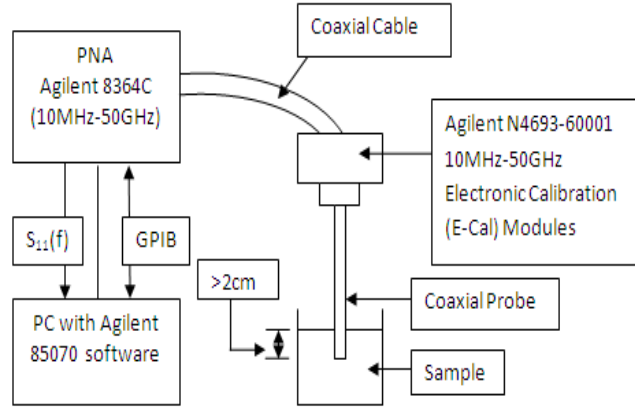 PNA
Agilent 8364C
(10MHz-50GHz)
Coaxial Cable
Agilent N4693-60001
10MHz-50GHz
Electronic Calibration
(E-Cal) Modules
S₁₁(f)
GPIB
>2cm
Coaxial Probe
PC with Agilent
85070 software
Sample